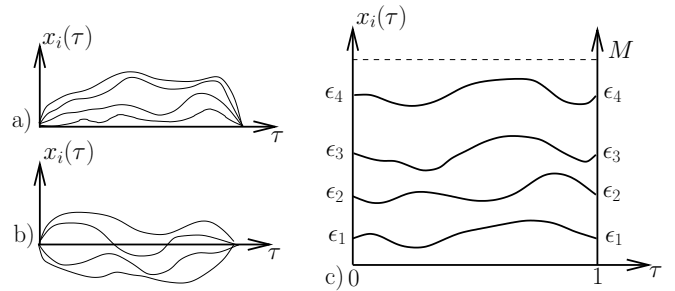 x_i(τ)
a)
τ
x_i(τ)
b)
τ
x_i(τ)
M
ϵ_4 ϵ_4
ϵ_3 ϵ_3
ϵ_2 ϵ_2
ϵ_1 ϵ_1
c) 0 1 τ